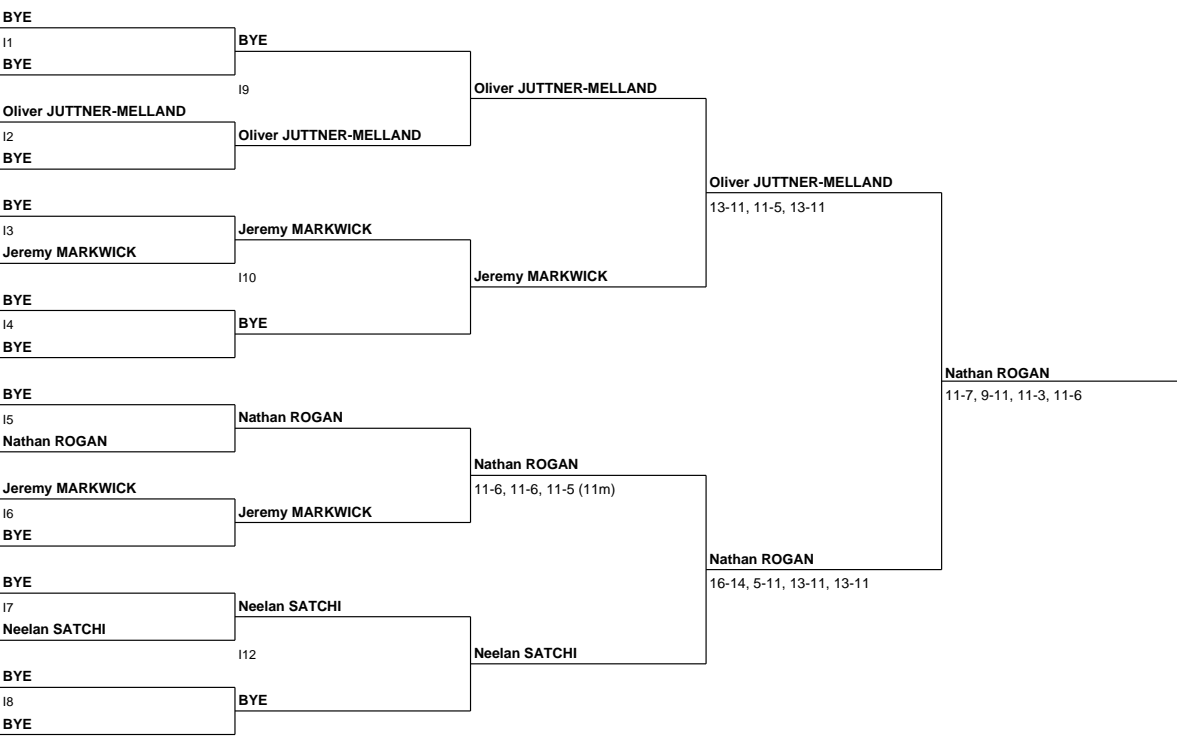 BYE
I1
BYE
BYE
I9
Oliver JUTTNER-MELLAND
Oliver JUTTNER-MELLAND
I2
Oliver JUTTNER-MELLAND
BYE
Oliver JUTTNER-MELLAND
13-11, 11-5, 13-11
BYE
I3
Jeremy MARKWICK
Jeremy MARKWICK
I10
Jeremy MARKWICK
BYE
I4
BYE
BYE
Nathan ROGAN
11-7, 9-11, 11-3, 11-6
BYE
I5
Nathan ROGAN
Nathan ROGAN
Nathan ROGAN
11-6, 11-6, 11-5 (11m)
Jeremy MARKWICK
I6
Jeremy MARKWICK
BYE
Nathan ROGAN
16-14, 5-11, 13-11, 13-11
BYE
I7
Neelan SATCHI
Neelan SATCHI
I12
Neelan SATCHI
BYE
I8
BYE
BYE